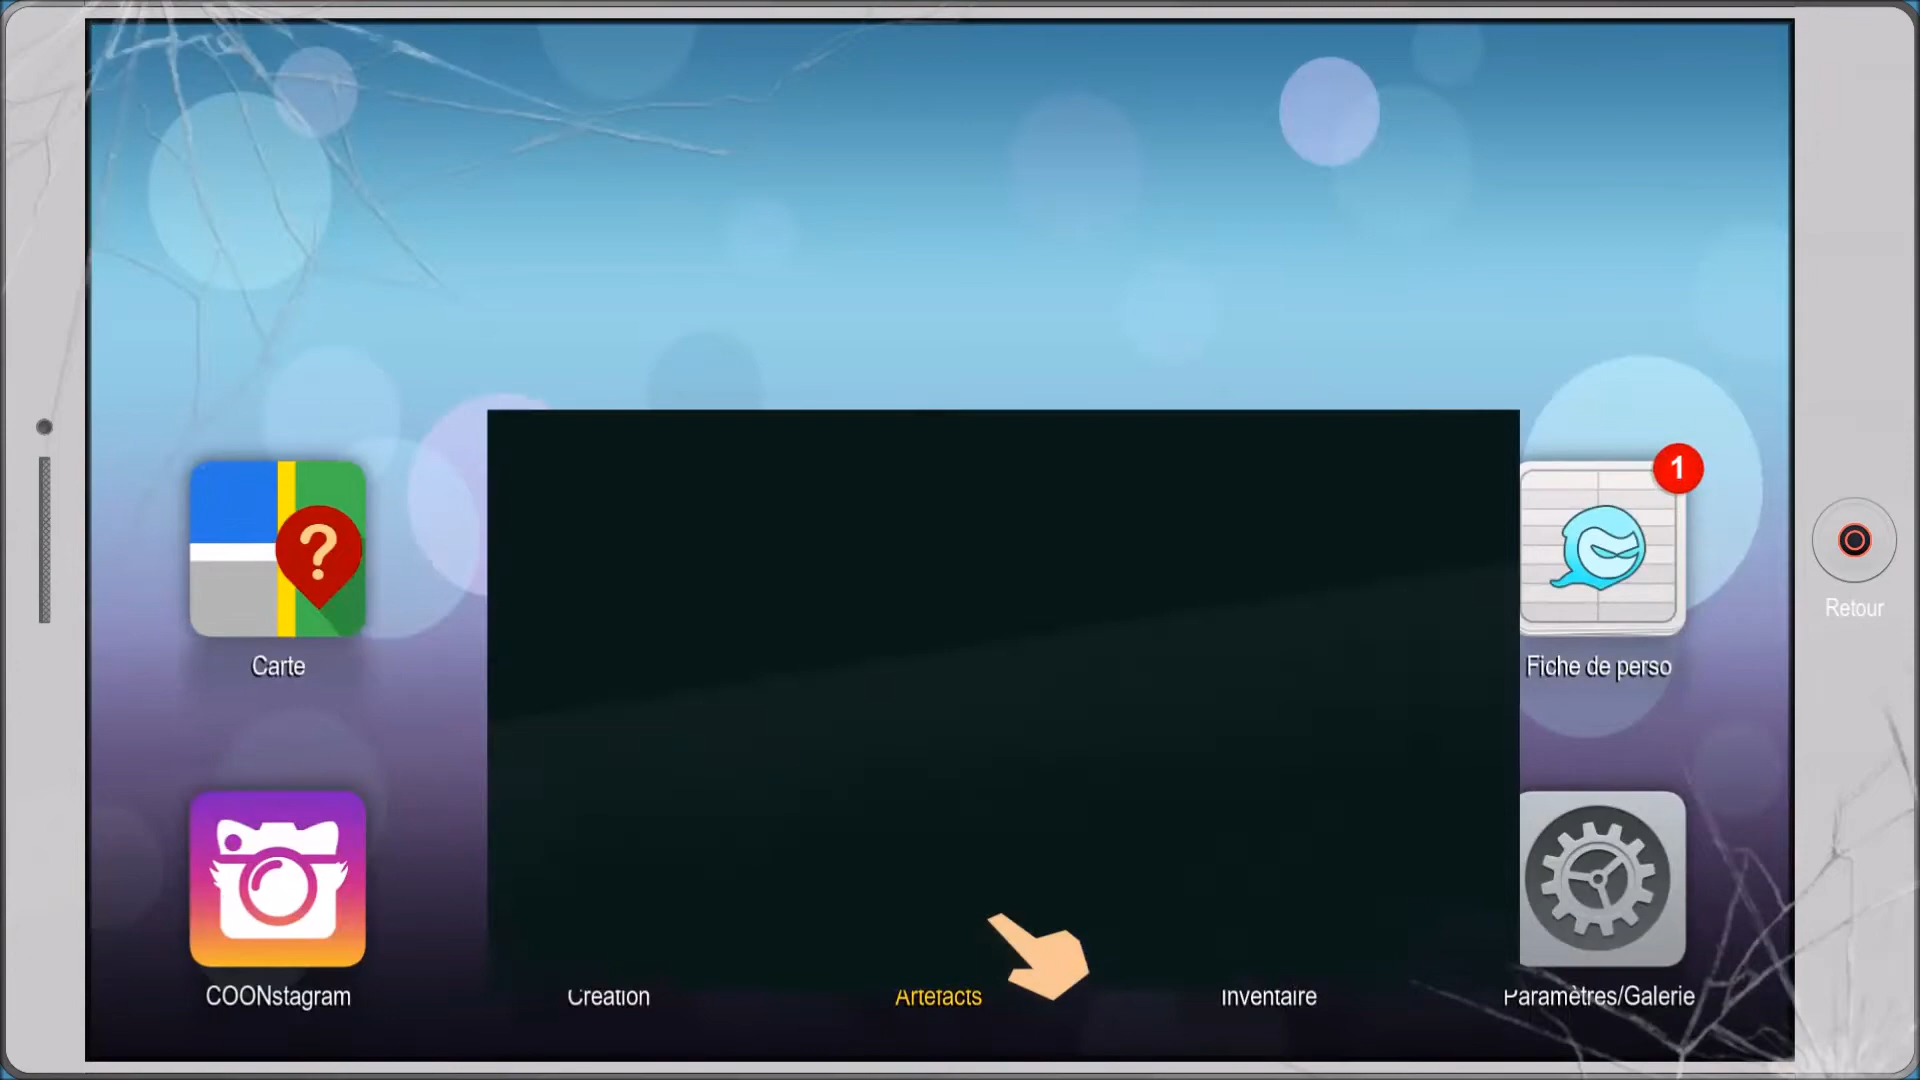 1
?
Retour
Carte
Fiche de perso
COONstagram
Création
Artefacts
Inventaire
Paramètres/Galerie